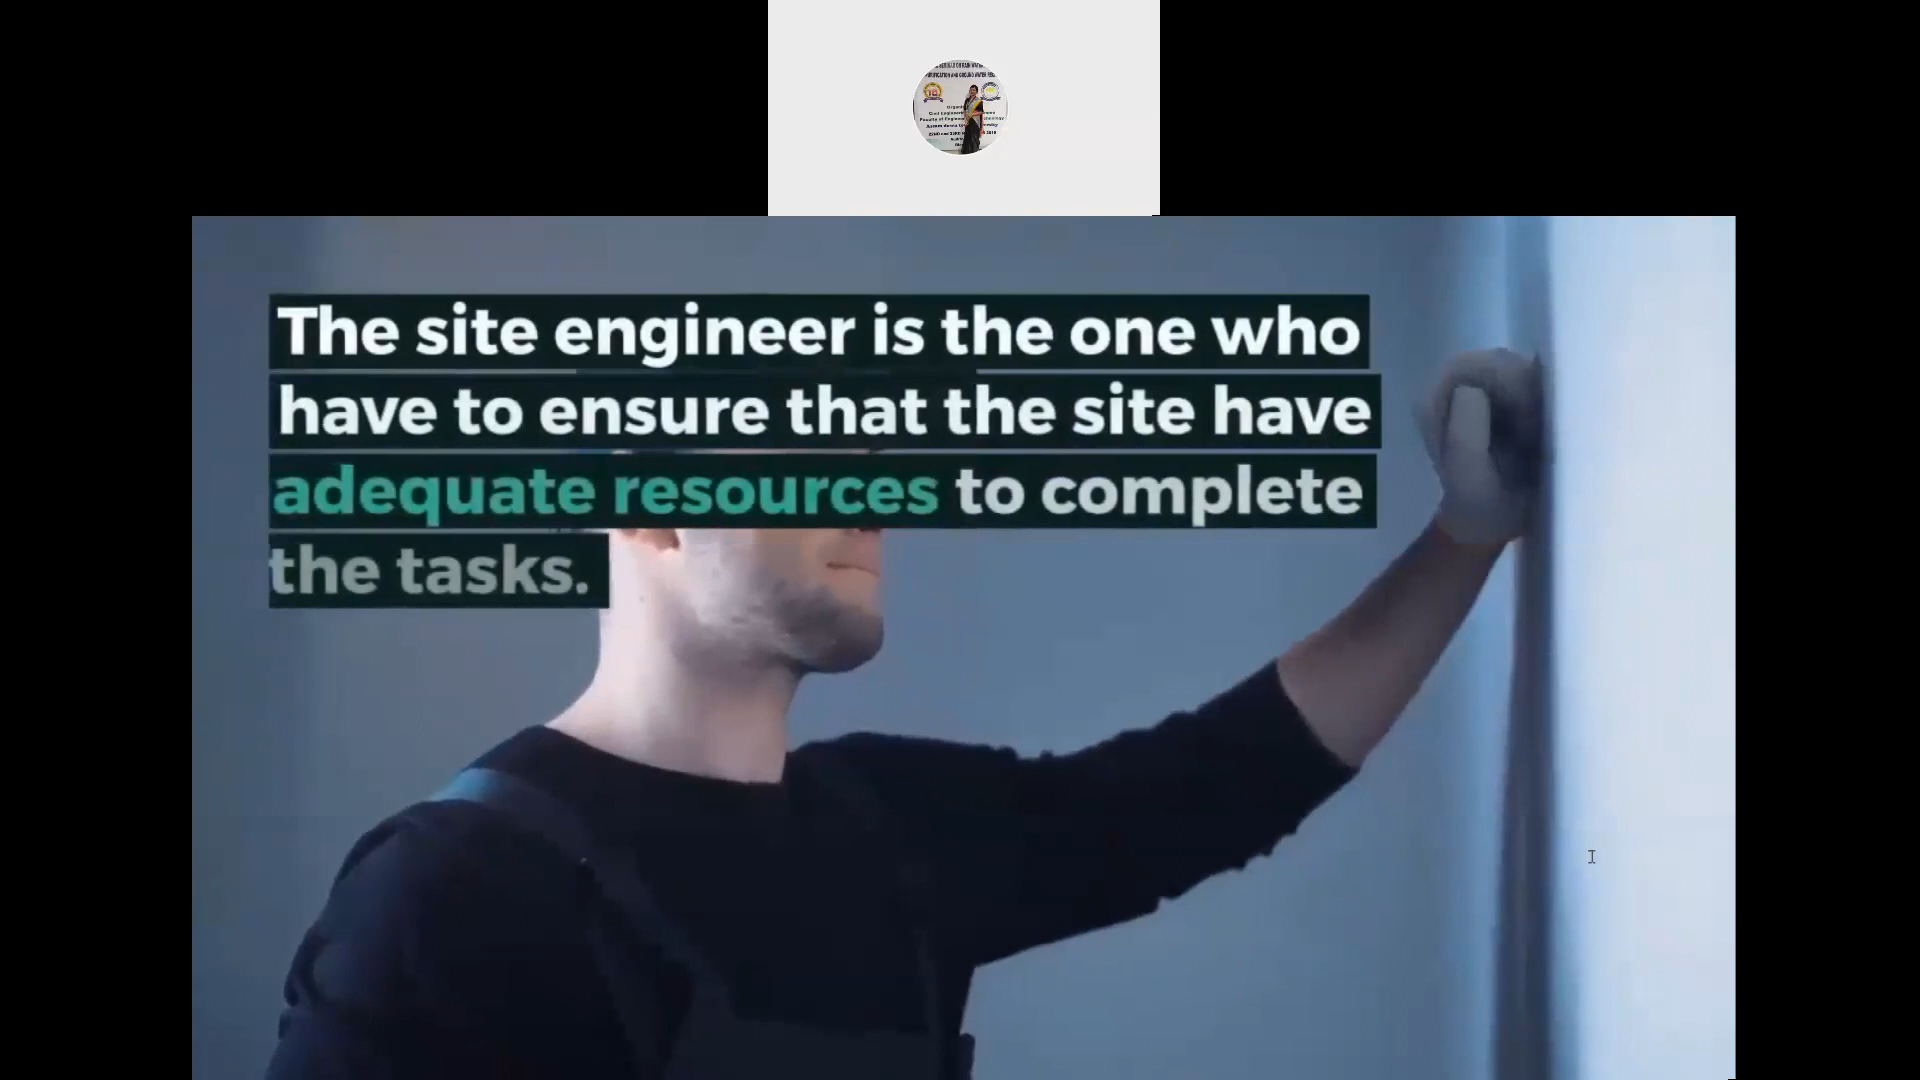 The site engineer is the one who
have to ensure that the site have
adequate resources to complete
the tasks.